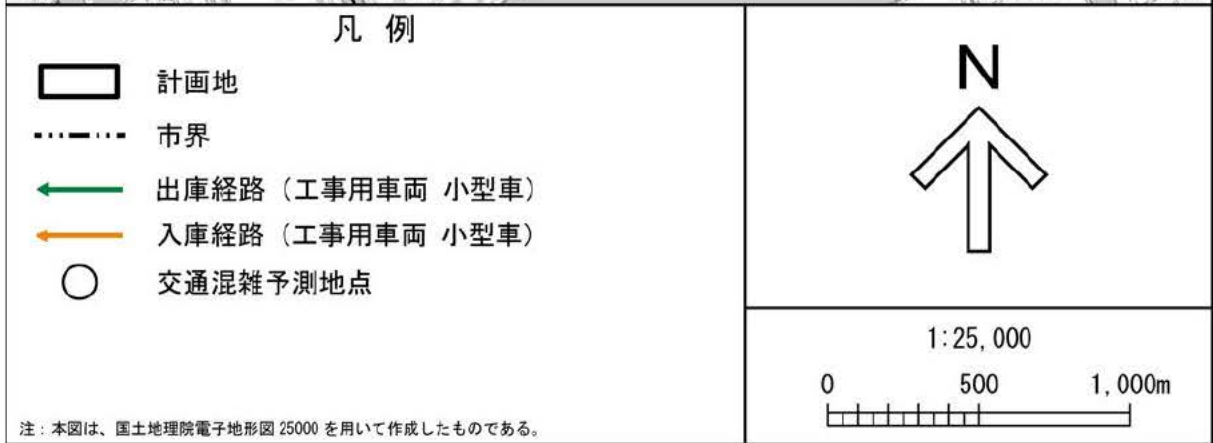 凡 例
計画地
市界
出庫経路（工事用車両 小型車）
入庫経路（工事用車両 小型車）
交通混雑予測地点
注：本図は、国土地理院電子地形図 25000 を用いて作成したものである。
N
1:25,000
0 500 1,000m